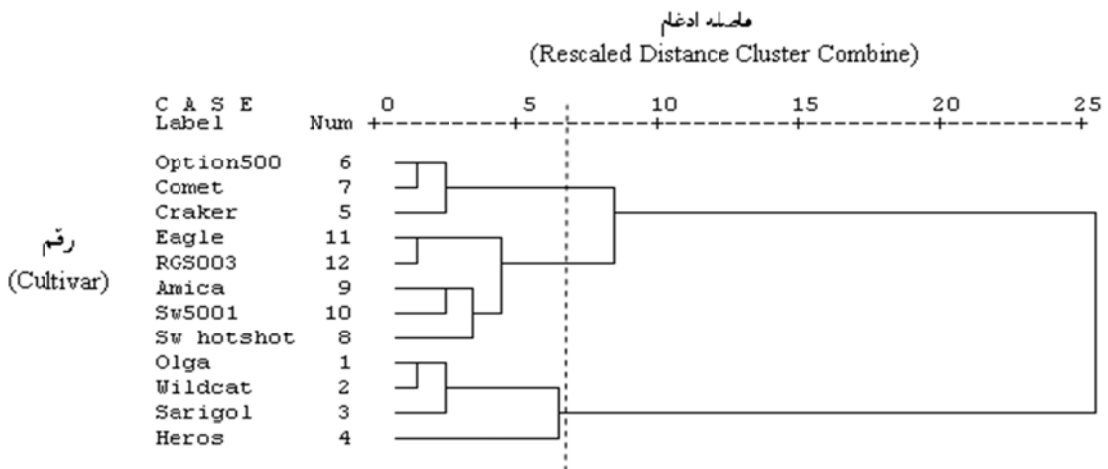 فاصله ادغام
(Rescaled Distance Cluster Combine)
C A S E 0 5 10 15 20 25
Label Num
Option500 6
Comet 7
Craker 5
Eagle 11
RGS003 12
Amica 9
Sw5001 10
Sw hotshot 8
Olga 1
Wildcat 2
Sarigol 3
Heros 4
رقم
(Cultivar)